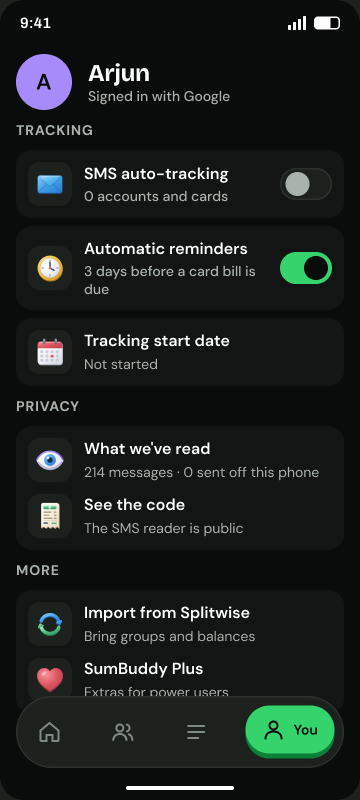 9:41
A
Arjun
Signed in with Google
TRACKING
SMS auto-tracking
0 accounts and cards
Automatic reminders
3 days before a card bill is
due
Tracking start date
Not started
PRIVACY
What we've read
214 messages · 0 sent off this phone
See the code
The SMS reader is public
MORE
Import from Splitwise
Bring groups and balances
SumBuddy Plus
Extras for power users
You